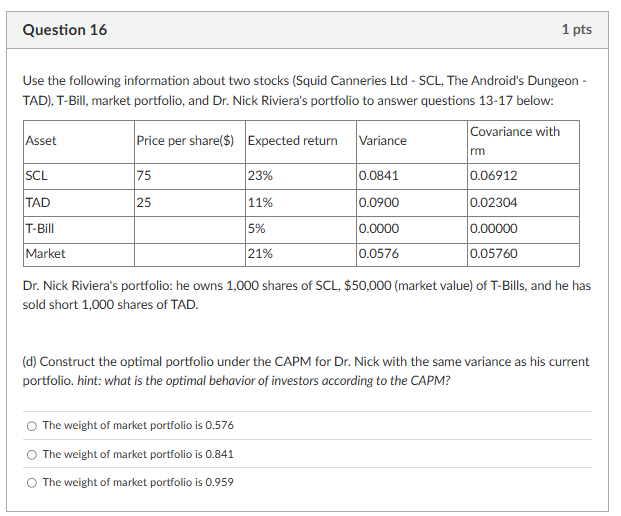 Question 16
1 pts
Use the following information about two stocks (Squid Canneries Ltd - SCL, The Android's Dungeon -
TAD), T-Bill, market portfolio, and Dr. Nick Riviera's portfolio to answer questions 13-17 below:
Asset Price per share($) Expected return Variance Covariance with
rm
SCL 75 23% 0.0841 0.06912
TAD 25 11% 0.0900 0.02304
T-Bill 5% 0.0000 0.00000
Market 21% 0.0576 0.05760
Dr. Nick Riviera's portfolio: he owns 1,000 shares of SCL, $50,000 (market value) of T-Bills, and he has
sold short 1,000 shares of TAD.
(d) Construct the optimal portfolio under the CAPM for Dr. Nick with the same variance as his current
portfolio. hint: what is the optimal behavior of investors according to the CAPM?
The weight of market portfolio is 0.576
The weight of market portfolio is 0.841
The weight of market portfolio is 0.959